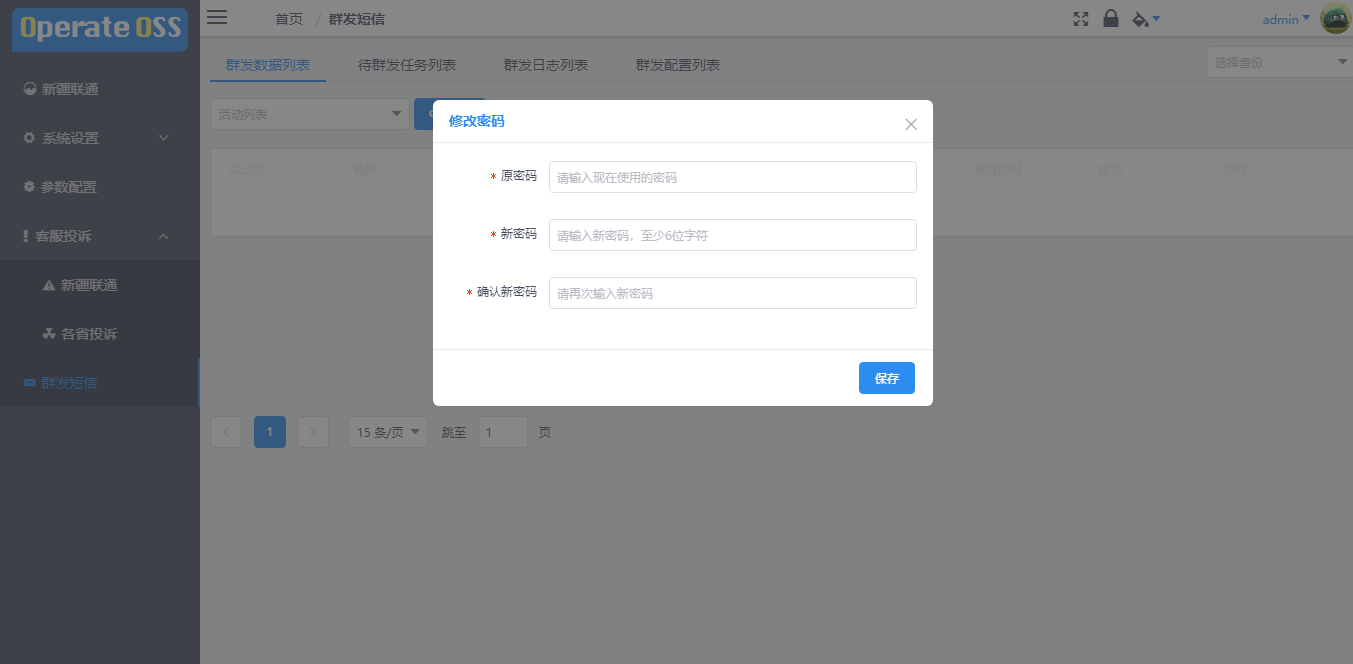 Operate OSS
首页 / 群发短信
admin
新疆联通
系统设置
参数配置
客服投诉
新疆联通
各省投诉
群发短信
群发数据列表
待群发任务列表
群发日志列表
群发配置列表
选择省份
活动列表
活动名
排序
操作
修改密码
* 原密码
请输入现在使用的密码
* 新密码
请输入新密码，至少6位字符
* 确认新密码
请再次输入新密码
保存
1
15 条/页
跳至
1
页